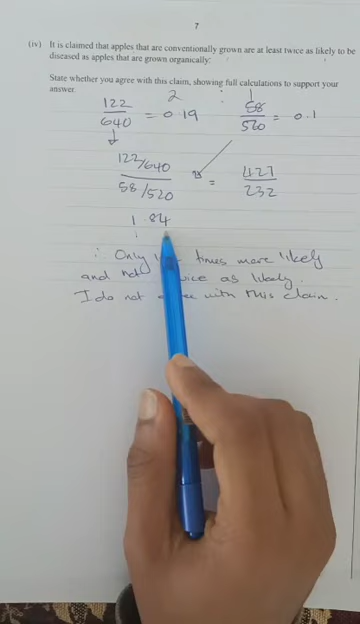 7
(iv) It is claimed that apples that are conventionally grown are at least twice as likely to be
diseased as apples that are grown organically:
State whether you agree with this claim, showing full calculations to support your
answer.
2 : 1
122/640 = 0.19 58/520 = 0.1
122/640 / 58/520 = 427/232
1.84
∴ Only times more likely
and not as likely.
I do not with this claim.